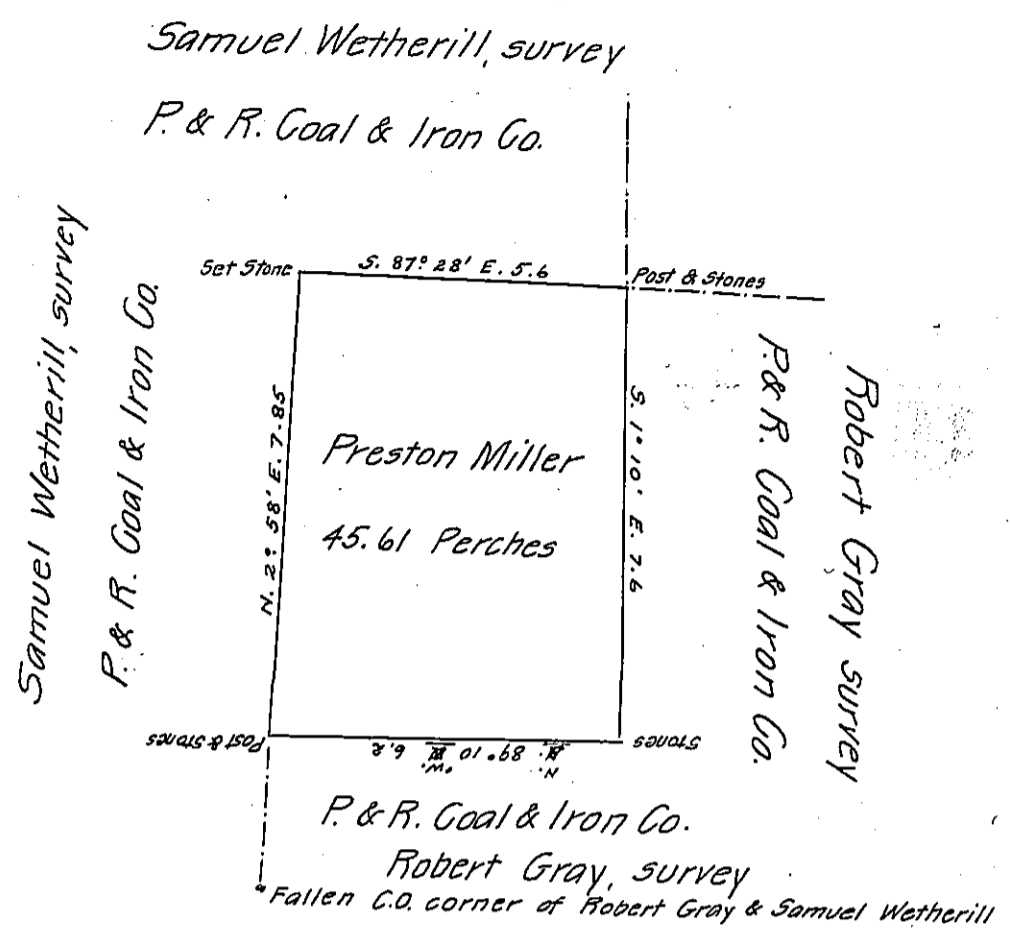 Samuel Wetherill, survey
P. & R. Coal & Iron Co.
Samuel Wetherill, survey
P. & R. Coal & Iron Co.
Set Stone
S. 87° 28' E. 5.6
Post & Stones
N. 2° 58' E. 7.85
Preston Miller
45.61 Perches
S. 1° 10' E. 7.6
P. & R. Coal & Iron Co.
Robert Gray survey
Post & Stones
N. 89° 10' W. 6.2
Stones
P. & R. Coal & Iron Co.
Robert Gray, survey
Fallen C.O. corner of Robert Gray & Samuel Wetherill